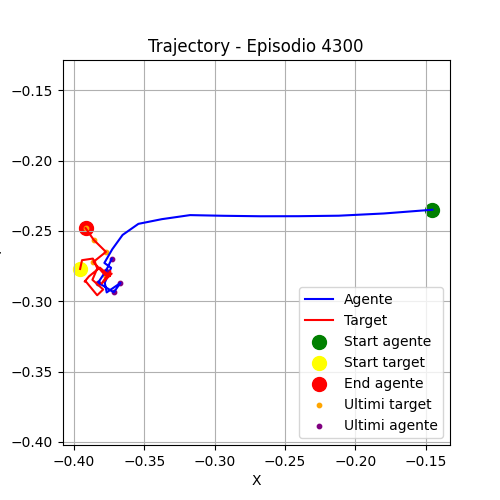 Trajectory - Episodio 4300
−0.15
−0.20
−0.25
−0.30
−0.35
−0.40
Agente
Target
Start agente
Start target
End agente
Ultimi target
Ultimi agente
−0.40 −0.35 −0.30 −0.25 −0.20 −0.15
X